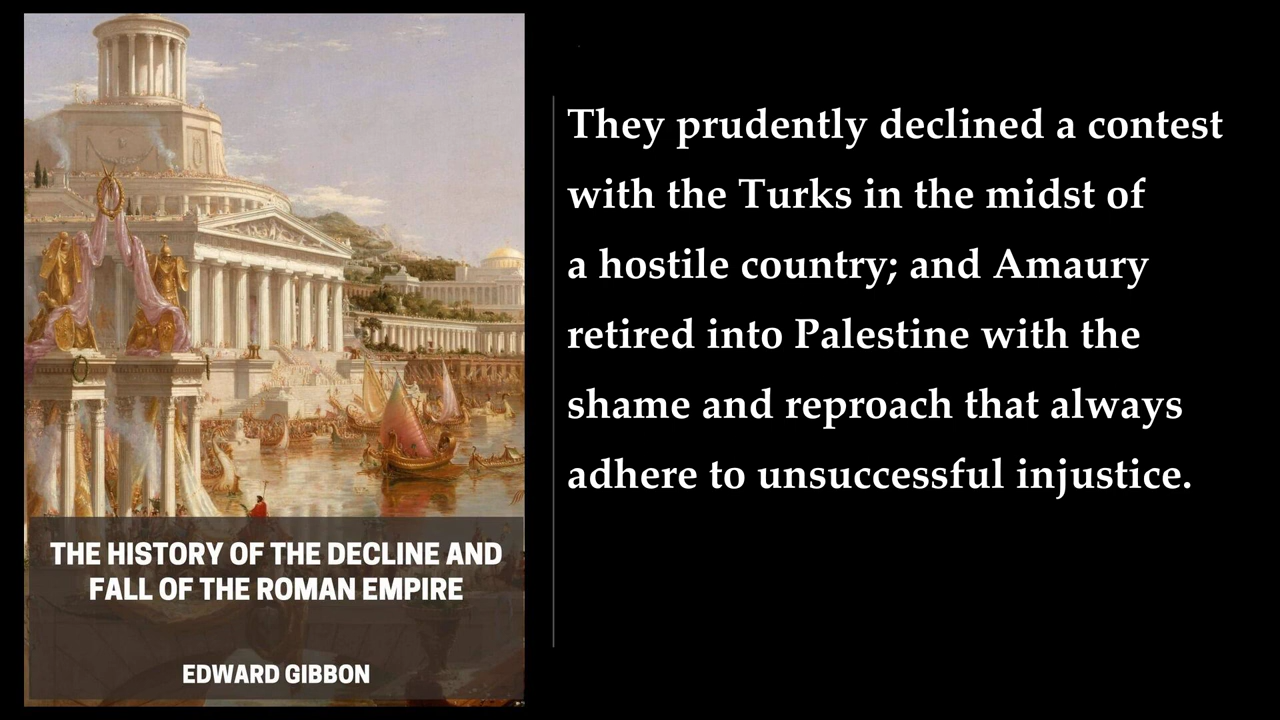 They prudently declined a contest
with the Turks in the midst of
a hostile country; and Amaury
retired into Palestine with the
shame and reproach that always
adhere to unsuccessful injustice.
THE HISTORY OF THE DECLINE AND
FALL OF THE ROMAN EMPIRE
EDWARD GIBBON